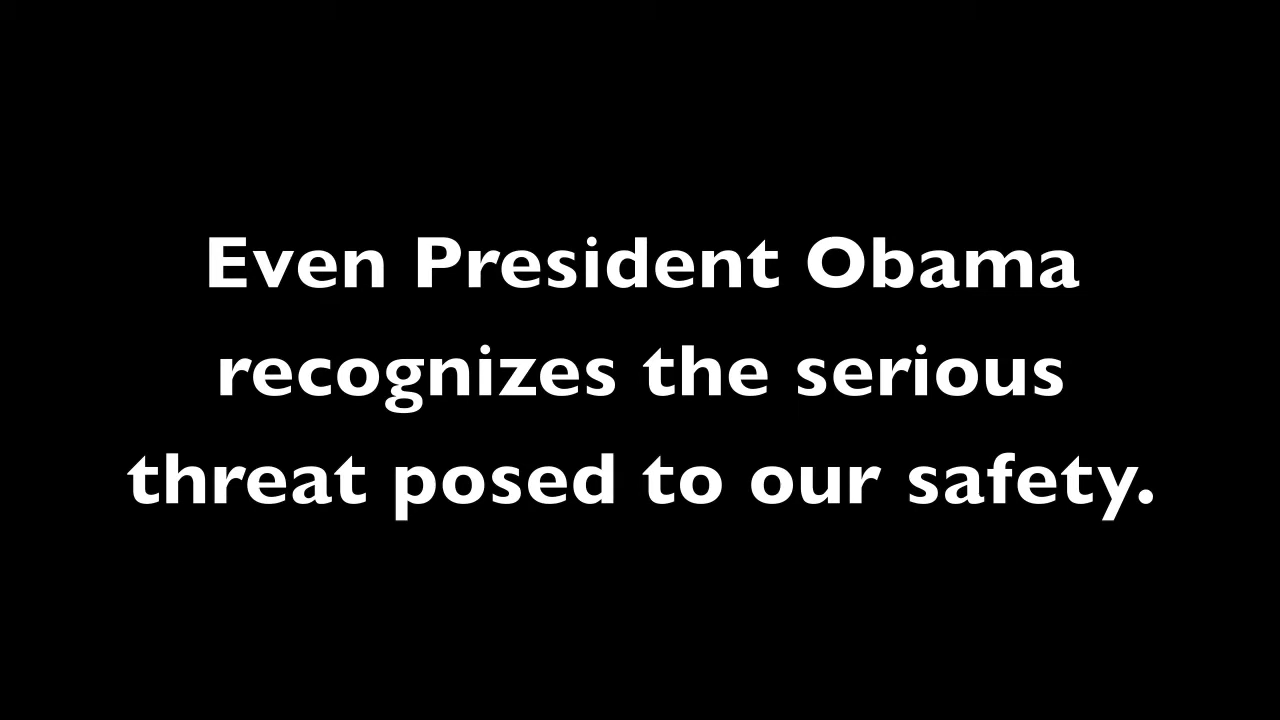 Even President Obama
recognizes the serious
threat posed to our safety.